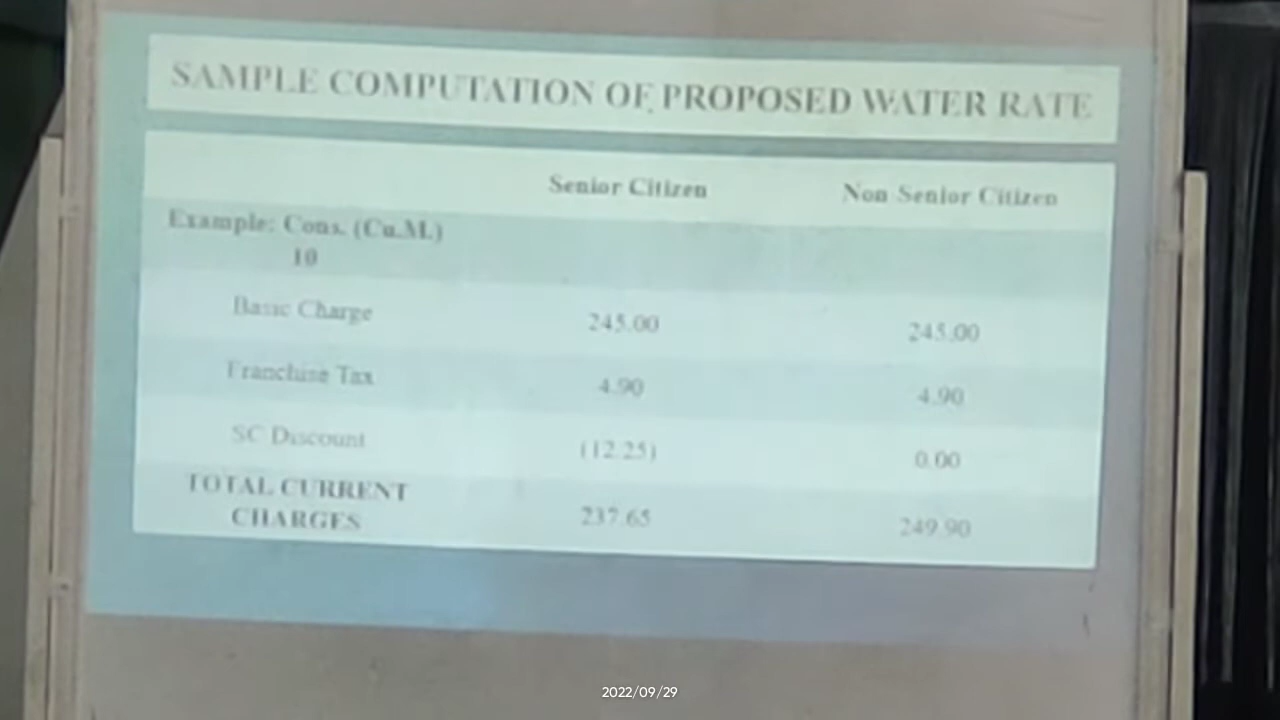 SAMPLE COMPUTATION OF PROPOSED WATER RATE
Senior Citizen Non Senior Citizen
Example: Cons. (Cu.M.)
10
Basic Charge 245.00 245.00
Franchise Tax 4.90 4.90
SC Discount (12.25) 0.00
TOTAL CURRENT
CHARGES 237.65 249.90
2022/09/29